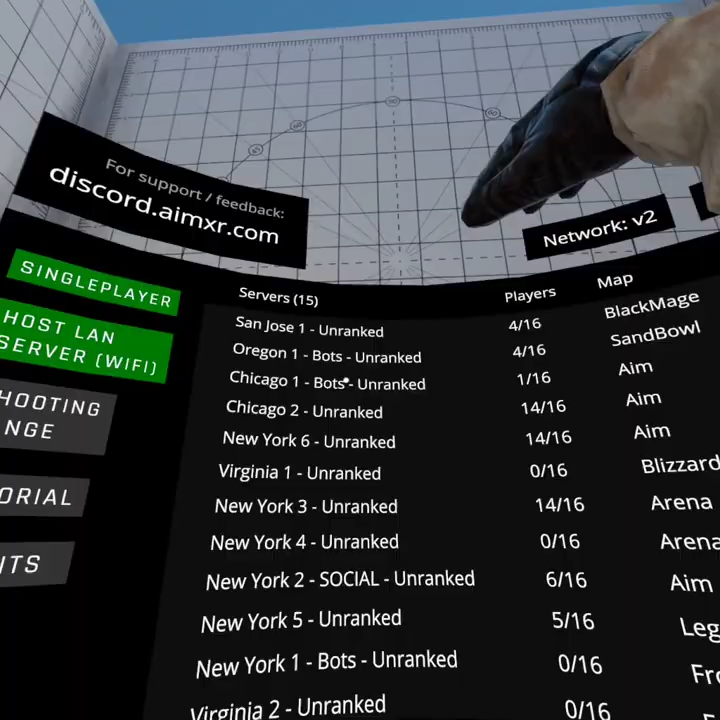 For support / feedback:
discord.aimxr.com
Network: v2
SINGLEPLAYER
HOST LAN
SERVER (WIFI)
Servers (15) Players Map
San Jose 1 - Unranked 4/16 BlackMage
Oregon 1 - Bots - Unranked 4/16 SandBowl
Chicago 1 - Bots - Unranked 1/16 Aim
Chicago 2 - Unranked 14/16 Aim
New York 6 - Unranked 14/16 Aim
Virginia 1 - Unranked 0/16 Blizzard
New York 3 - Unranked 14/16 Arena
New York 4 - Unranked 0/16 Arena
New York 2 - SOCIAL - Unranked 6/16 Aim
New York 5 - Unranked 5/16 Leg
New York 1 - Bots - Unranked 0/16 Fr
Virginia 2 - Unranked 0/16
HOOTING
NGE
ORIAL
ITS